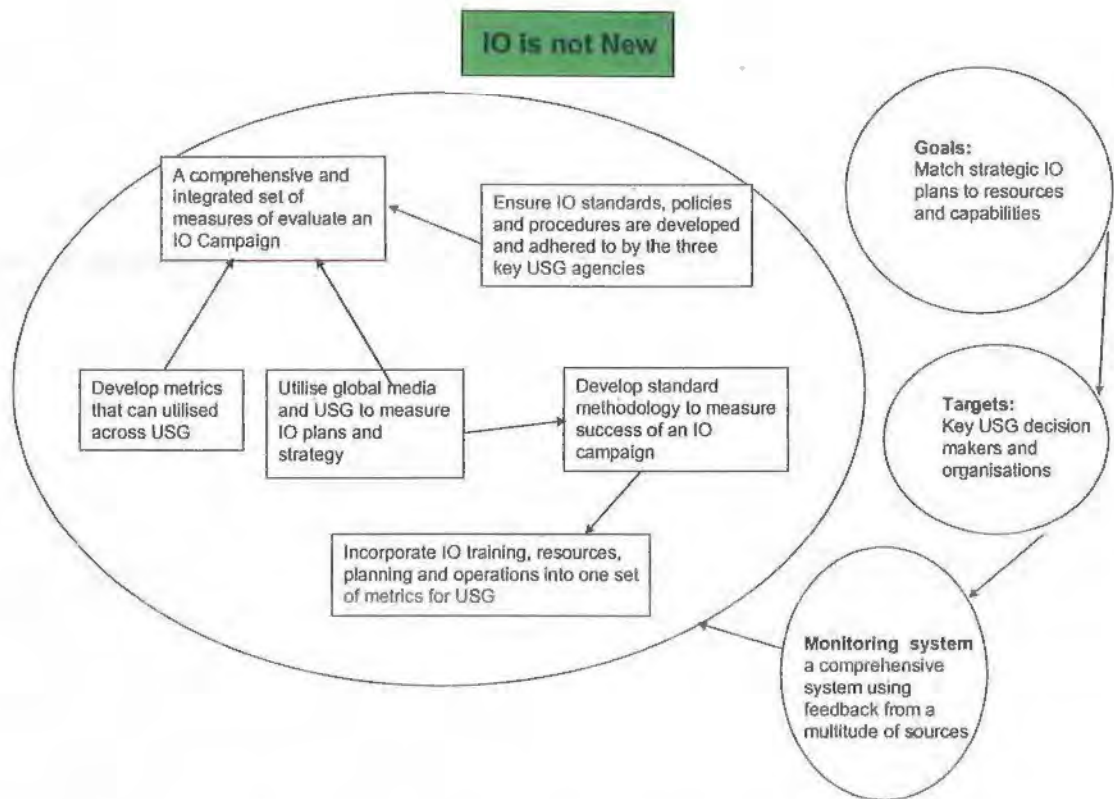 IO is not New
A comprehensive and
integrated set of
measures of evaluate an
IO Campaign
Ensure IO standards, policies
and procedures are developed
and adhered to by the three
key USG agencies
Develop metrics
that can utilised
across USG
Utilise global media
and USG to measure
IO plans and
strategy
Develop standard
methodology to measure
success of an IO
campaign
Incorporate IO training, resources,
planning and operations into one set
of metrics for USG
Goals:
Match strategic IO
plans to resources
and capabilities
Targets:
Key USG decision
makers and
organisations
Monitoring system
a comprehensive
system using
feedback from a
multitude of sources